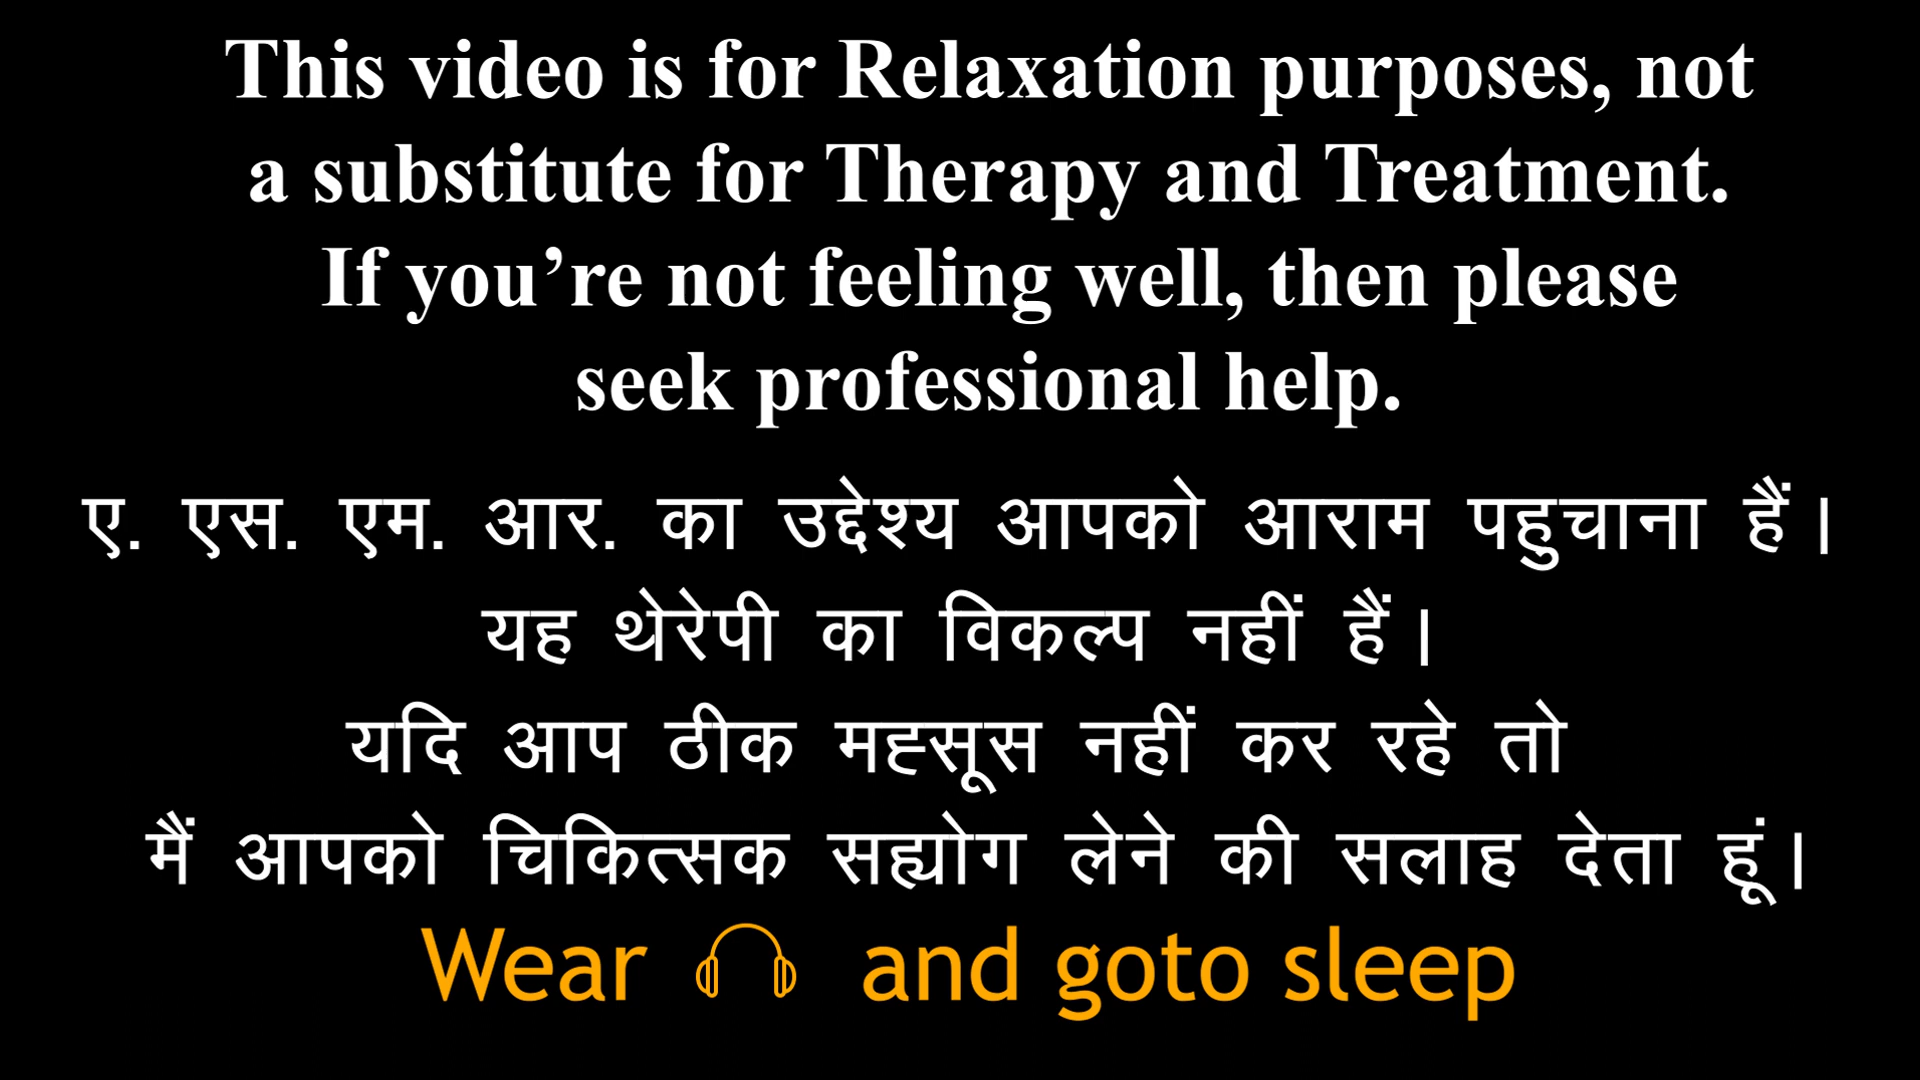 This video is for Relaxation purposes, not
a substitute for Therapy and Treatment.
If you’re not feeling well, then please
seek professional help.
ए. एस. एम. आर. का उद्देश्य आपको आराम पहुचाना हैं।
यह थेरेपी का विकल्प नहीं हैं।
यदि आप ठीक मह्सूस नहीं कर रहे तो
मैं आपको चिकित्सक सह्योग लेने की सलाह देता हूं।
Wear and goto sleep